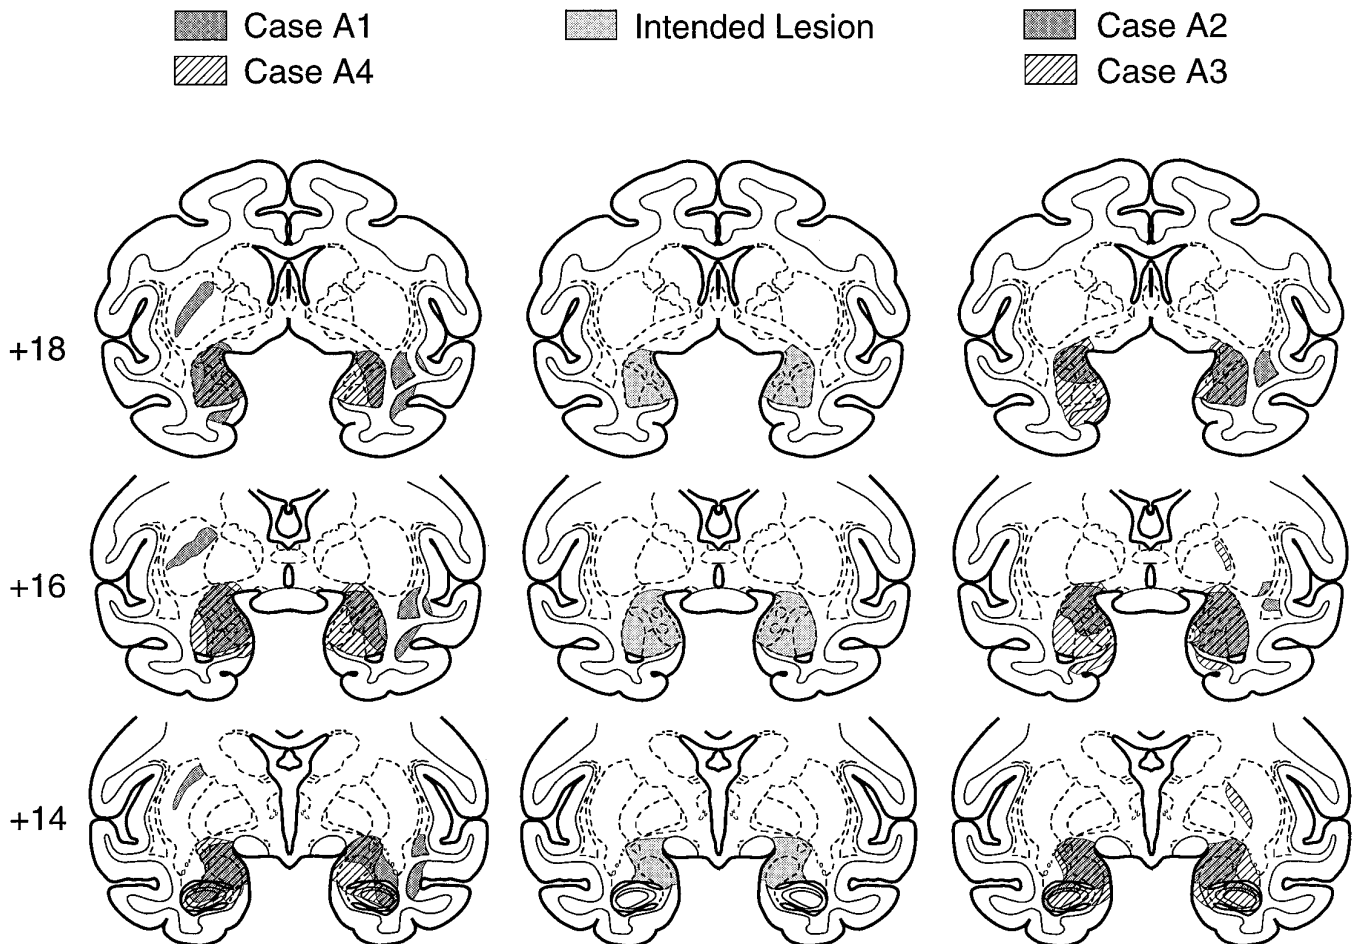 Case A1
Case A4
Intended Lesion
Case A2
Case A3
+18
+16
+14